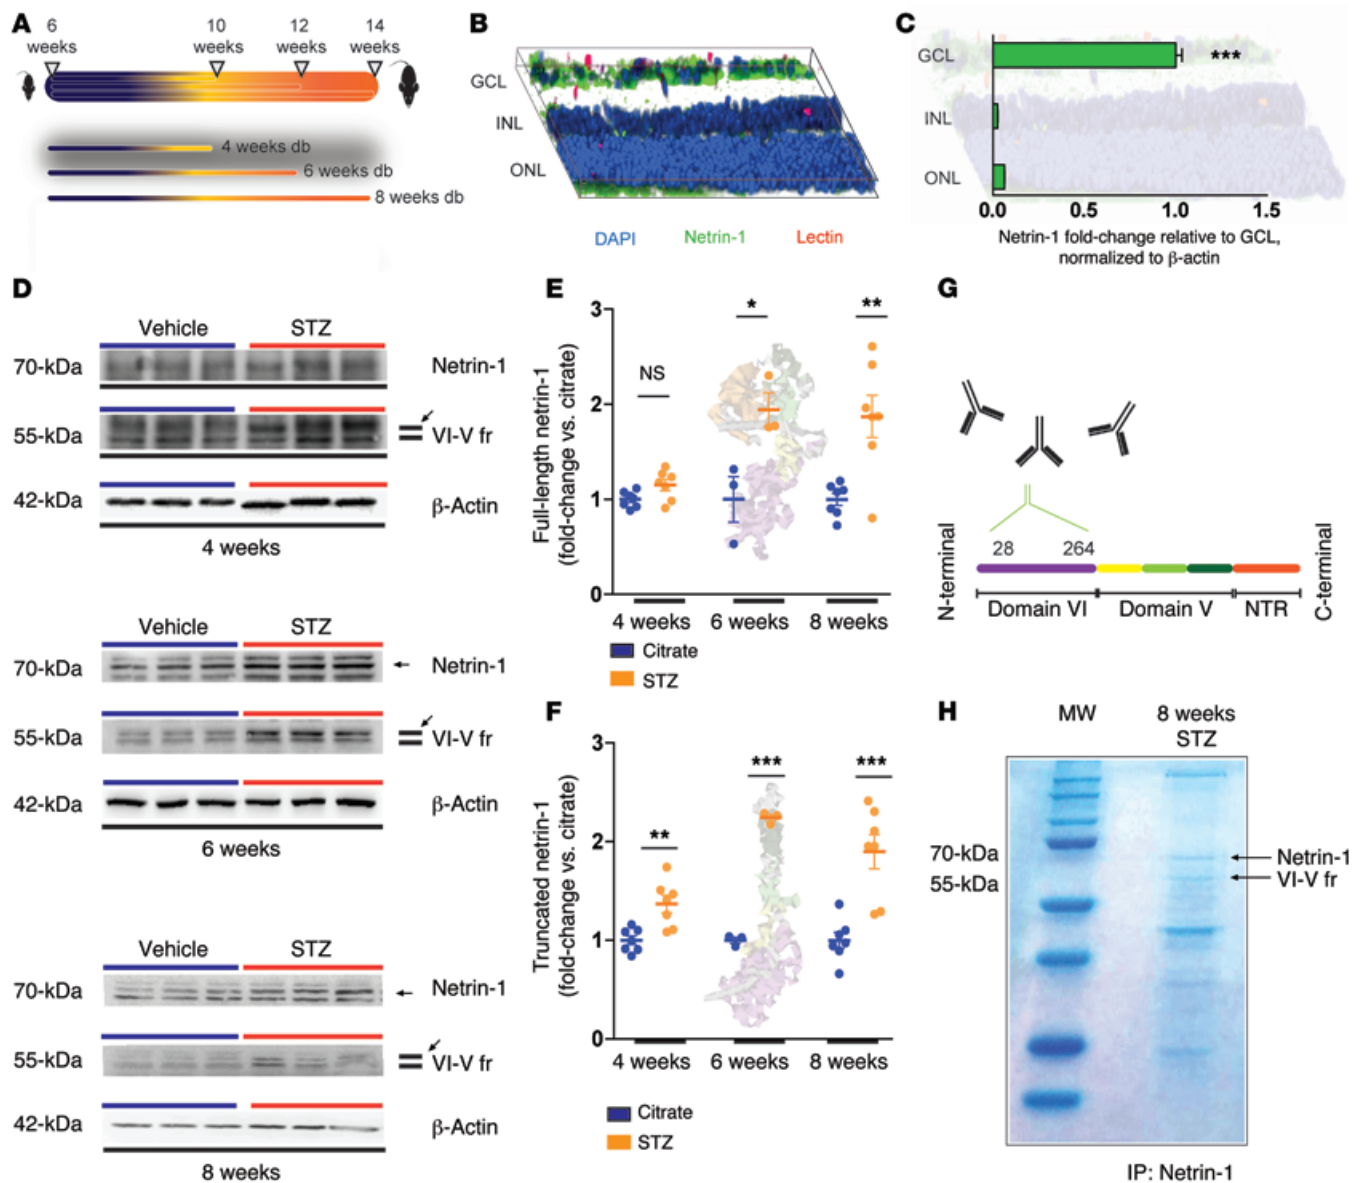 A
6 weeks
10 weeks
12 weeks
14 weeks
4 weeks db
6 weeks db
8 weeks db
B
GCL
INL
ONL
DAPI Netrin-1 Lectin
C
GCL
***
INL
ONL
0.0 0.5 1.0 1.5
Netrin-1 fold-change relative to GCL,
normalized to β-actin
D
Vehicle STZ
70-kDa Netrin-1
55-kDa VI-V fr
42-kDa β-Actin
4 weeks
Vehicle STZ
70-kDa Netrin-1
55-kDa VI-V fr
42-kDa β-Actin
6 weeks
Vehicle STZ
70-kDa Netrin-1
55-kDa VI-V fr
42-kDa β-Actin
8 weeks
E
Full-length netrin-1
(fold-change vs. citrate)
3
2
1
0
NS * **
4 weeks 6 weeks 8 weeks
Citrate
STZ
F
Truncated netrin-1
(fold-change vs. citrate)
3
2
1
0
** *** ***
4 weeks 6 weeks 8 weeks
Citrate
STZ
G
N-terminal
28 264
Domain VI Domain V NTR
C-terminal
H
MW 8 weeks
STZ
70-kDa
55-kDa
Netrin-1
VI-V fr
IP: Netrin-1